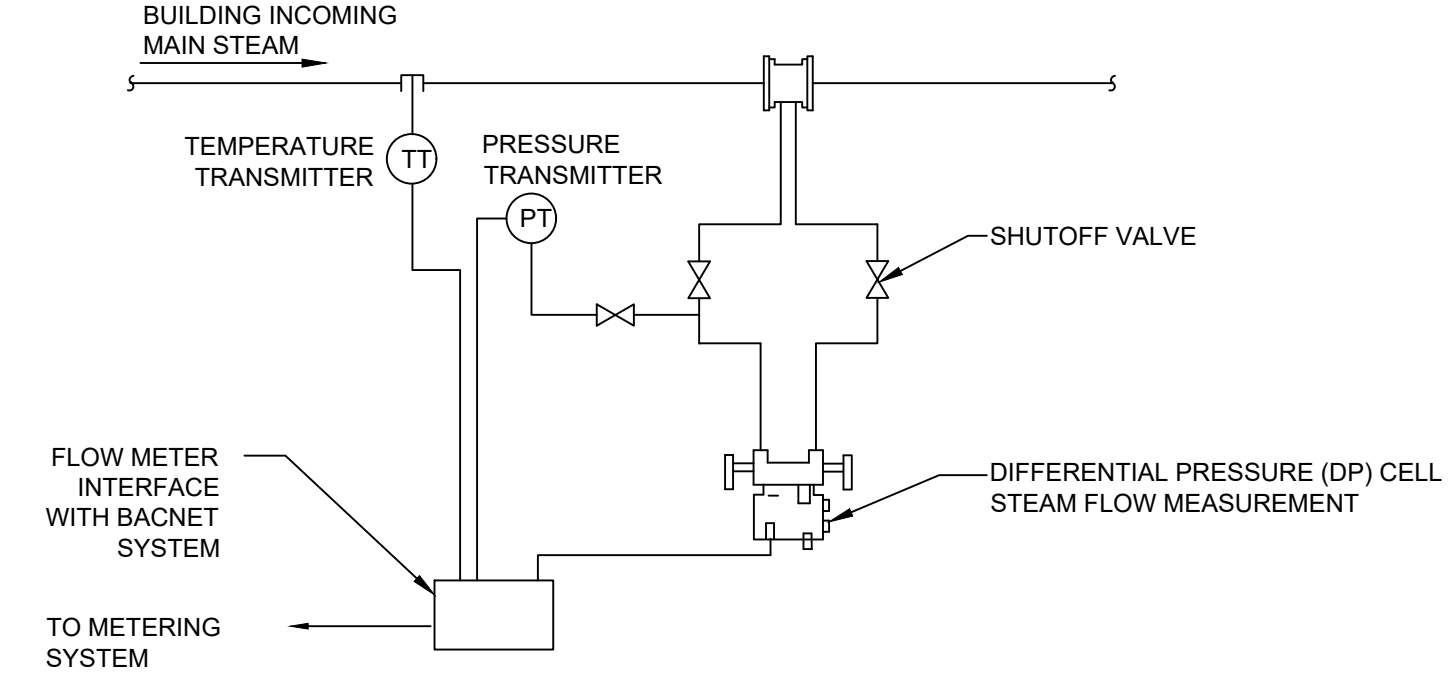 BUILDING INCOMING
MAIN STEAM
TEMPERATURE
TRANSMITTER
TT
PRESSURE
TRANSMITTER
PT
SHUTOFF VALVE
FLOW METER
INTERFACE
WITH BACNET
SYSTEM
DIFFERENTIAL PRESSURE (DP) CELL
STEAM FLOW MEASUREMENT
TO METERING
SYSTEM